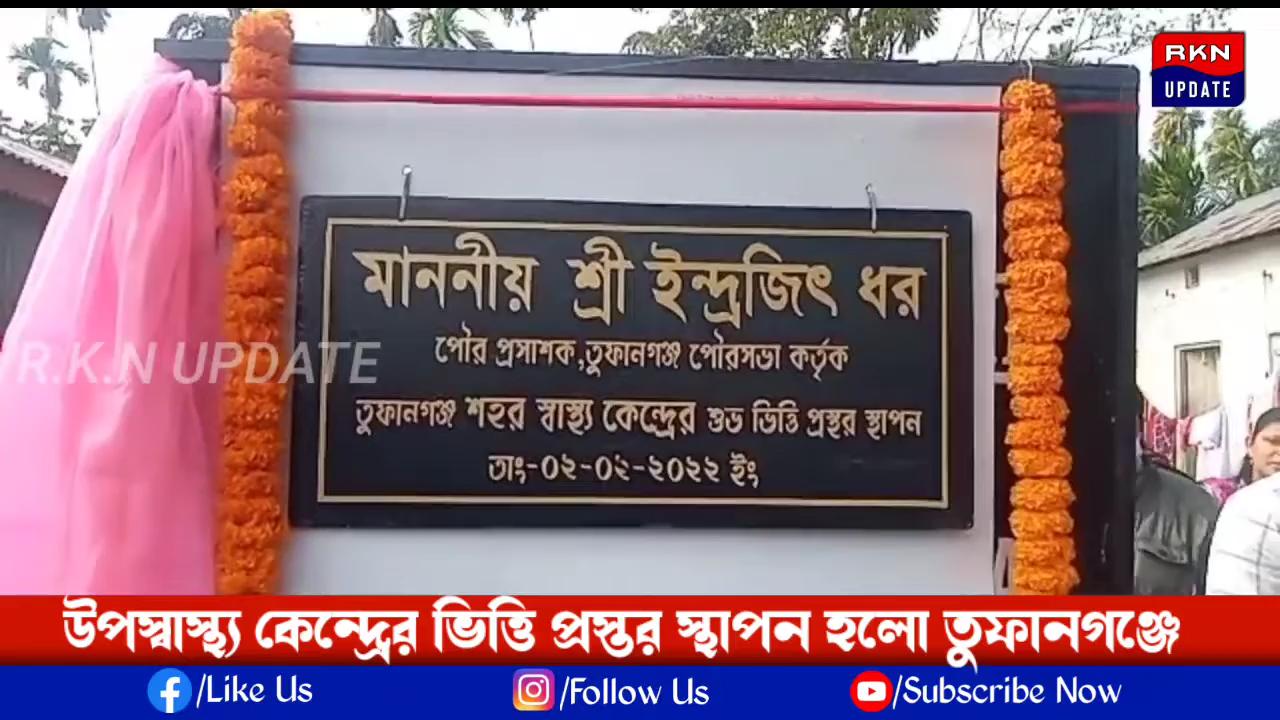 RKN
UPDATE
মাননীয় শ্রী ইন্দ্রজিৎ ধর
পৌর প্রসাশক, তুফানগঞ্জ পৌরসভা কর্তৃক
তুফানগঞ্জ শহর স্বাস্থ্য কেন্দ্রের শুভ ভিত্তি প্রস্থর স্থাপন
তাং-০২-০২-২০২২ ইং
R.K.N UPDATE
উপস্বাস্থ্য কেন্দ্রের ভিত্তি প্রস্তর স্থাপন হলো তুফানগঞ্জে
/Like Us /Follow Us /Subscribe Now